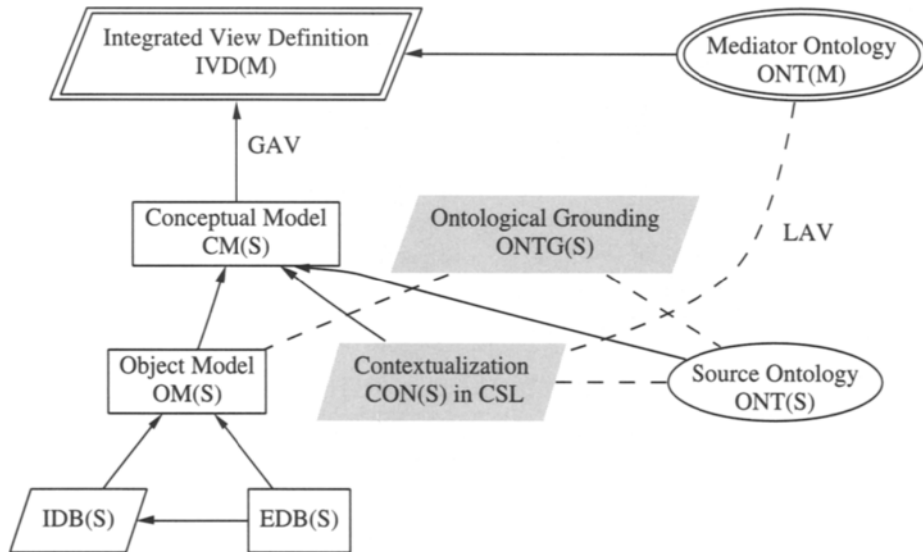 Integrated View Definition
IVD(M)
Mediator Ontology
ONT(M)
GAV
Conceptual Model
CM(S)
Ontological Grounding
ONTG(S)
LAV
Object Model
OM(S)
Contextualization
CON(S) in CSL
Source Ontology
ONT(S)
IDB(S)
EDB(S)